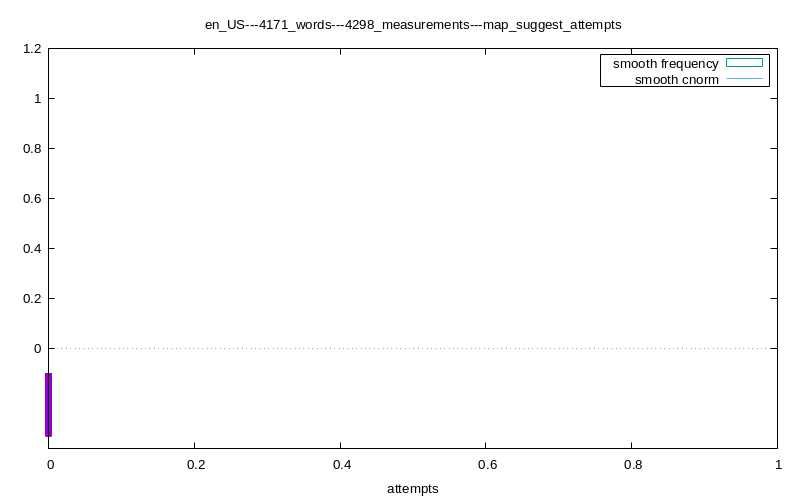 en_US---4171_words---4298_measurements---map_suggest_attempts
1.2
smooth frequency
smooth cnorm
1
0.8
0.6
0.4
0.2
0
0 0.2 0.4 0.6 0.8 1
attempts